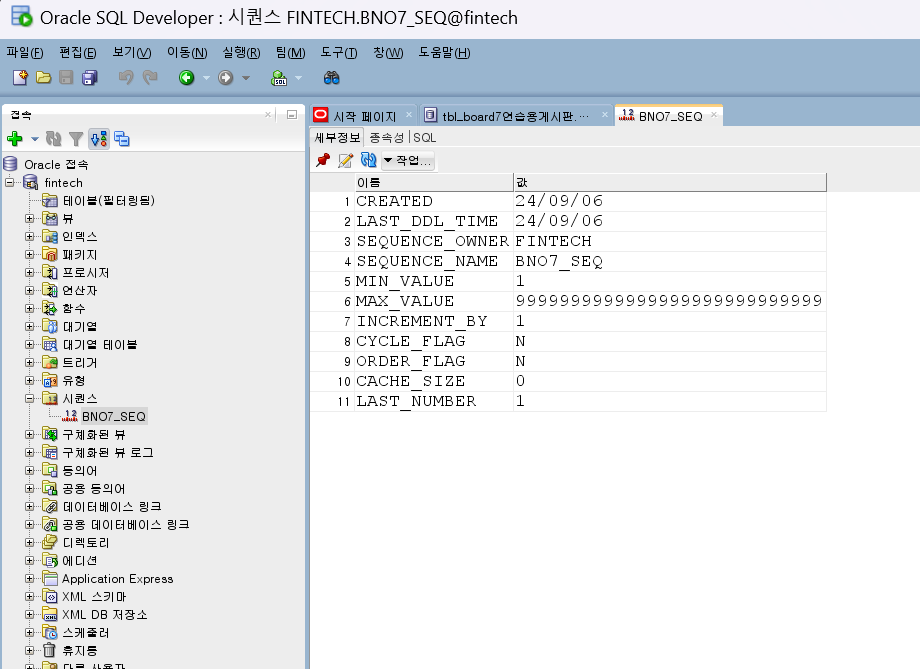 Oracle SQL Developer : 시퀀스 FINTECH.BNO7_SEQ@fintech
파일(F) 편집(E) 보기(V) 이동(N) 실행(R) 팀(M) 도구(T) 창(W) 도움말(H)
접속
Oracle 접속
fintech
테이블(필터링됨)
뷰
인덱스
패키지
프로시저
연산자
함수
대기열
대기열 테이블
트리거
유형
시퀀스
BNO7_SEQ
구체화된 뷰
구체화된 뷰 로그
동의어
공용 동의어
데이터베이스 링크
공용 데이터베이스 링크
디렉토리
에디션
Application Express
XML 스키마
XML DB 저장소
스케줄러
휴지통
다른 사용자
시작 페이지 tbl_board7연습용게시판.... BNO7_SEQ
세부정보 종속성 SQL
작업...
이름 값
1 CREATED 24/09/06
2 LAST_DDL_TIME 24/09/06
3 SEQUENCE_OWNER FINTECH
4 SEQUENCE_NAME BNO7_SEQ
5 MIN_VALUE 1
6 MAX_VALUE 9999999999999999999999999999
7 INCREMENT_BY 1
8 CYCLE_FLAG N
9 ORDER_FLAG N
10 CACHE_SIZE 0
11 LAST_NUMBER 1